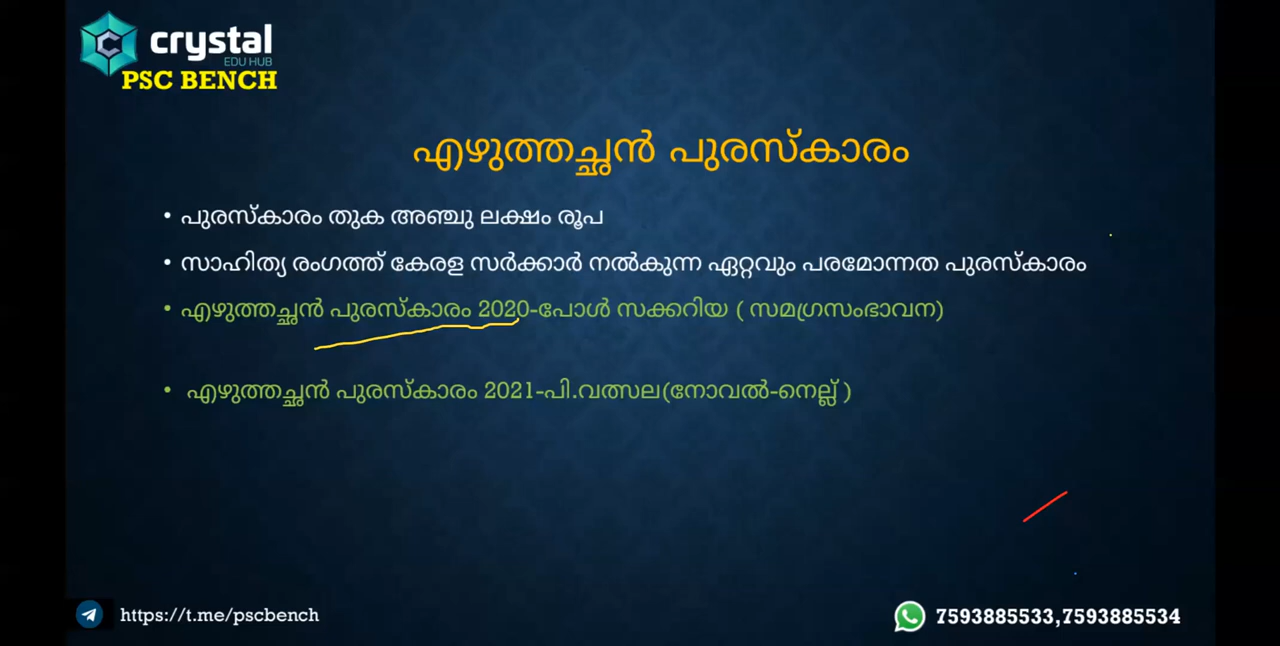 crystal
EDU HUB
PSC BENCH
എഴുത്തച്ഛൻ പുരസ്കാരം
• പുരസ്കാരം തുക അഞ്ചു ലക്ഷം രൂപ
• സാഹിത്യ രംഗത്ത് കേരള സർക്കാർ നൽകുന്ന ഏറ്റവും പരമോന്നത പുരസ്കാരം
• എഴുത്തച്ഛൻ പുരസ്കാരം 2020-പോൾ സക്കറിയ ( സമഗ്രസംഭാവന)
• എഴുത്തച്ഛൻ പുരസ്കാരം 2021-പി.വത്സല(നോവൽ-നെല്ല് )
https://t.me/pscbench
7593885533,7593885534